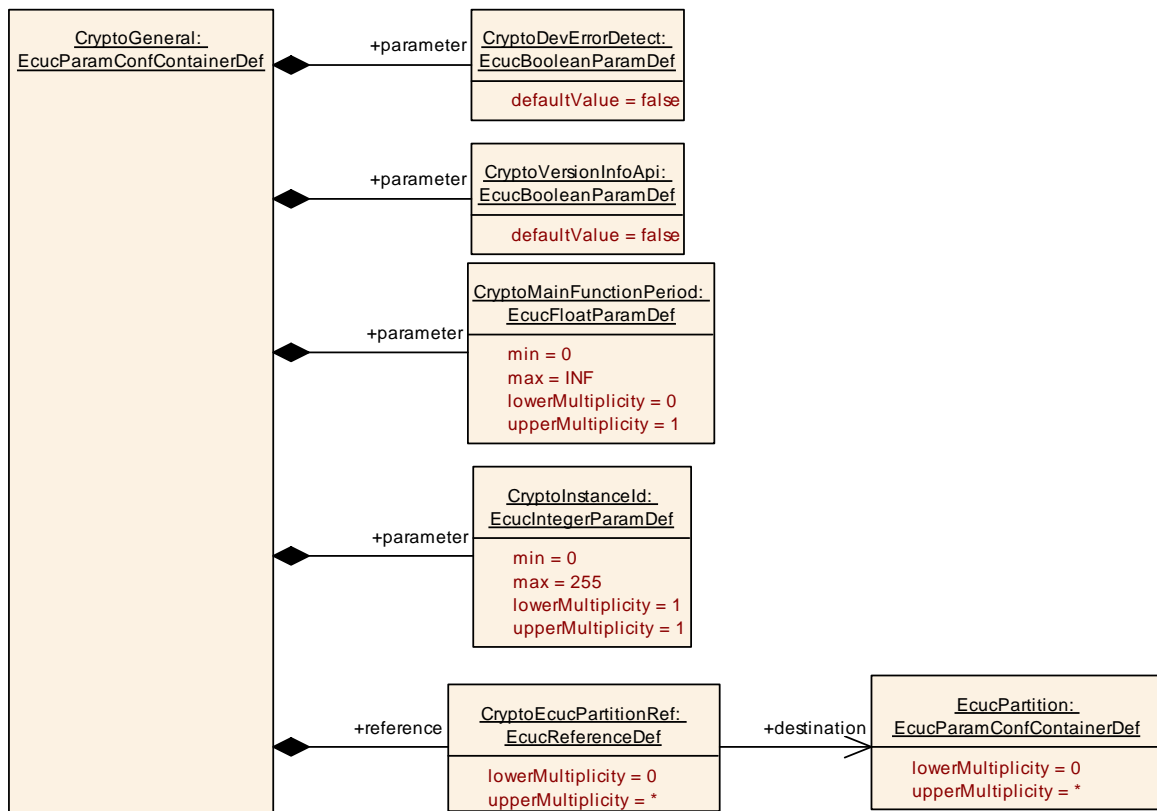 CryptoGeneral:
EcucParamConfContainerDef
+parameter
CryptoDevErrorDetect:
EcucBooleanParamDef
defaultValue = false
+parameter
CryptoVersionInfoApi:
EcucBooleanParamDef
defaultValue = false
+parameter
CryptoMainFunctionPeriod:
EcucFloatParamDef
min = 0
max = INF
lowerMultiplicity = 0
upperMultiplicity = 1
+parameter
CryptoInstanceId:
EcucIntegerParamDef
min = 0
max = 255
lowerMultiplicity = 1
upperMultiplicity = 1
+reference
CryptoEcucPartitionRef:
EcucReferenceDef
lowerMultiplicity = 0
upperMultiplicity = *
+destination
EcucPartition:
EcucParamConfContainerDef
lowerMultiplicity = 0
upperMultiplicity = *